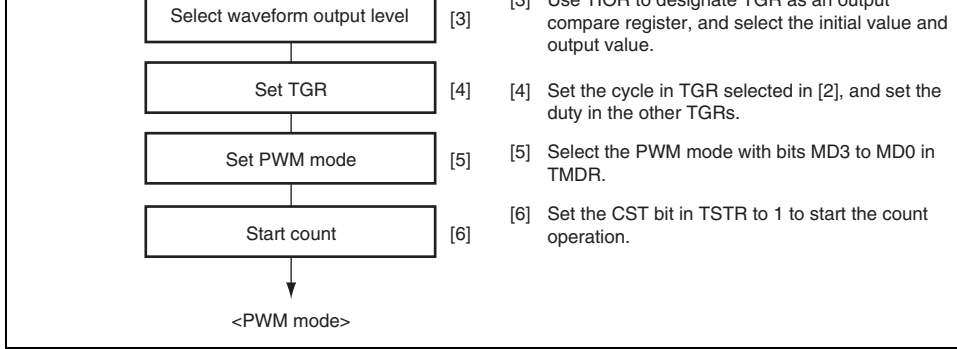 Select waveform output level
[3]
[3] Use TIOR to designate TGR as an output
compare register, and select the initial value and
output value.
Set TGR
[4]
[4] Set the cycle in TGR selected in [2], and set the
duty in the other TGRs.
Set PWM mode
[5]
[5] Select the PWM mode with bits MD3 to MD0 in
TMDR.
Start count
[6]
[6] Set the CST bit in TSTR to 1 to start the count
operation.
<PWM mode>